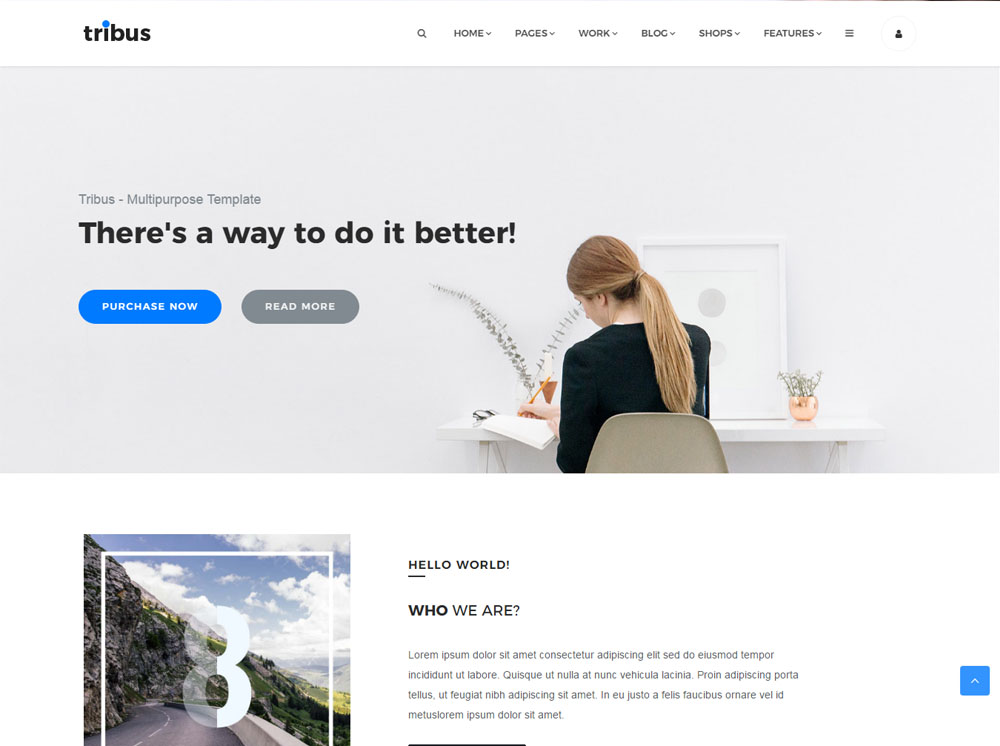 tribus
HOME PAGES WORK BLOG SHOPS FEATURES
Tribus - Multipurpose Template
There's a way to do it better!
PURCHASE NOW READ MORE
8
HELLO WORLD!
WHO WE ARE?
Lorem ipsum dolor sit amet consectetur adipiscing elit sed do eiusmod tempor
incididunt ut labore. Quisque ut nulla at nunc vehicula lacinia. Proin adipiscing porta
tellus, ut feugiat nibh adipiscing sit amet. In eu justo a felis faucibus ornare vel id
metuslorem ipsum dolor sit amet.